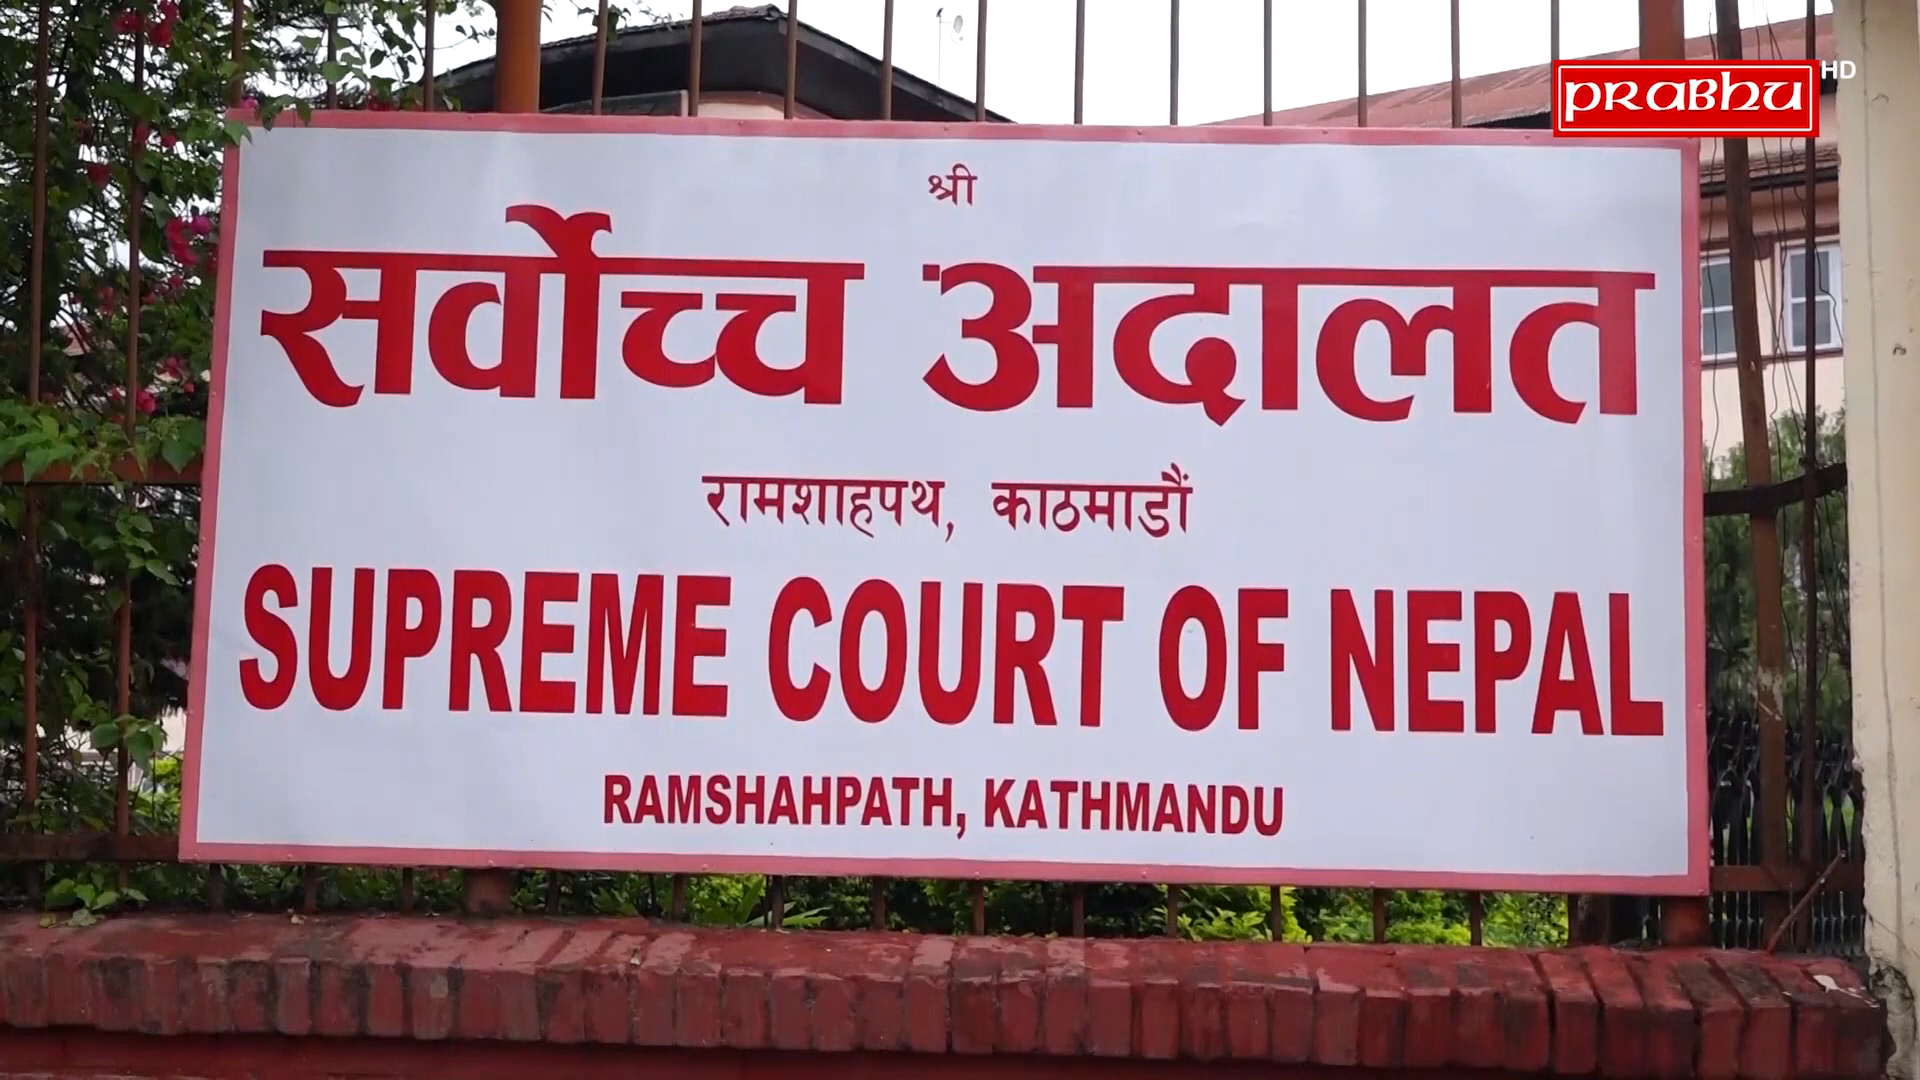 PRABHU HD
श्री
सर्वोच्च अदालत
रामशाहपथ, काठमाडौं
SUPREME COURT OF NEPAL
RAMSHAHPATH, KATHMANDU